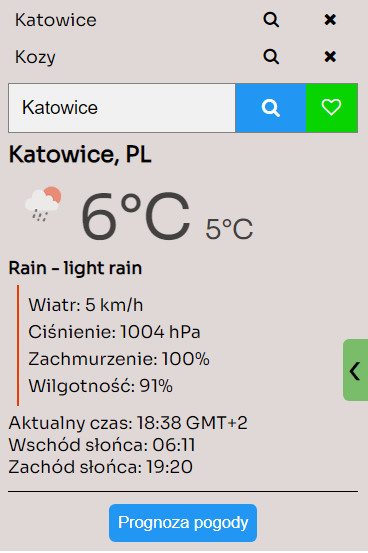 Katowice
Kozy
Katowice
Katowice, PL
6°C 5°C
Rain - light rain
Wiatr: 5 km/h
Ciśnienie: 1004 hPa
Zachmurzenie: 100%
Wilgotność: 91%
Aktualny czas: 18:38 GMT+2
Wschód słońca: 06:11
Zachód słońca: 19:20
Prognoza pogody